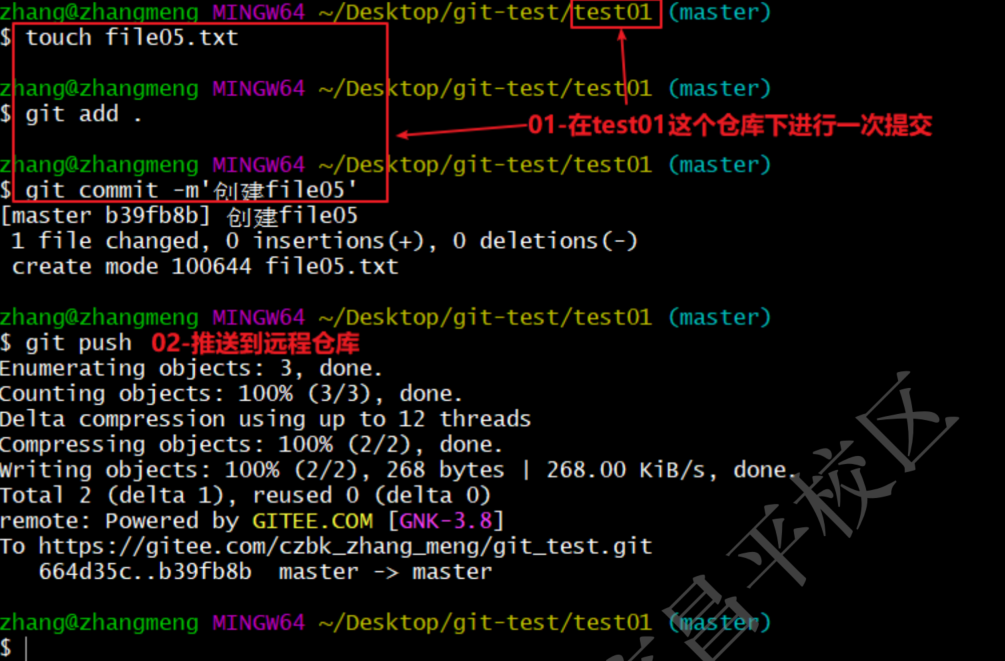 zhang@zhangmeng MINGW64 ~/Desktop/git-test/test01 (master)
$ touch file05.txt
zhang@zhangmeng MINGW64 ~/Desktop/git-test/test01 (master)
$ git add .
01-在test01这个仓库下进行一次提交
zhang@zhangmeng MINGW64 ~/Desktop/git-test/test01 (master)
$ git commit -m'创建file05'
[master b39fb8b] 创建file05
1 file changed, 0 insertions(+), 0 deletions(-)
create mode 100644 file05.txt
zhang@zhangmeng MINGW64 ~/Desktop/git-test/test01 (master)
$ git push 02-推送到远程仓库
Enumerating objects: 3, done.
Counting objects: 100% (3/3), done.
Delta compression using up to 12 threads
Compressing objects: 100% (2/2), done.
Writing objects: 100% (2/2), 268 bytes | 268.00 KiB/s, done.
Total 2 (delta 1), reused 0 (delta 0)
remote: Powered by GITEE.COM [GNK-3.8]
To https://gitee.com/czbk_zhang_meng/git_test.git
664d35c..b39fb8b master -> master
zhang@zhangmeng MINGW64 ~/Desktop/git-test/test01 (master)
$
昌平校区